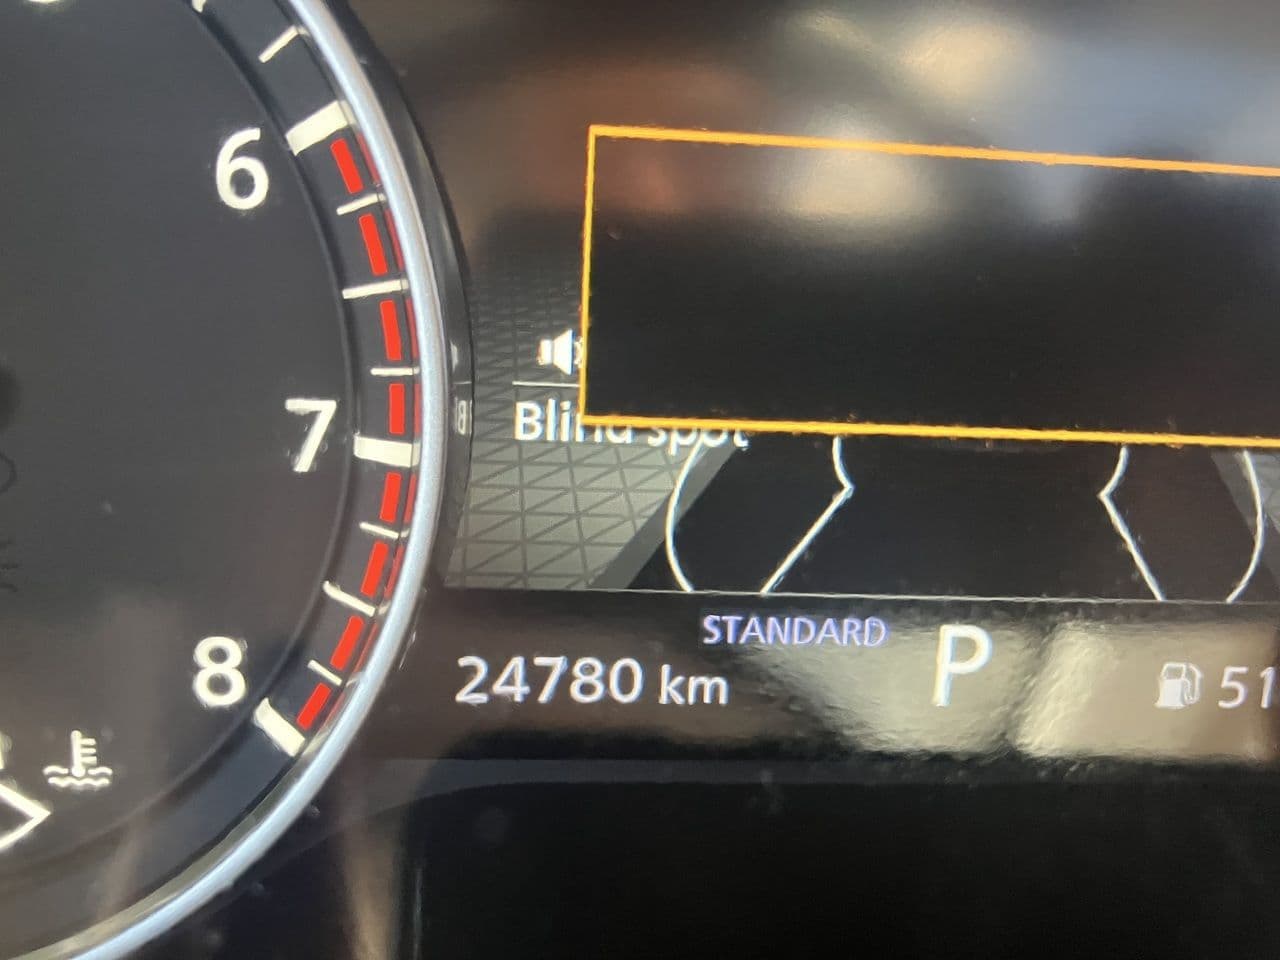 6
7
Blind spot
STANDARD
8
24780 km
P
51